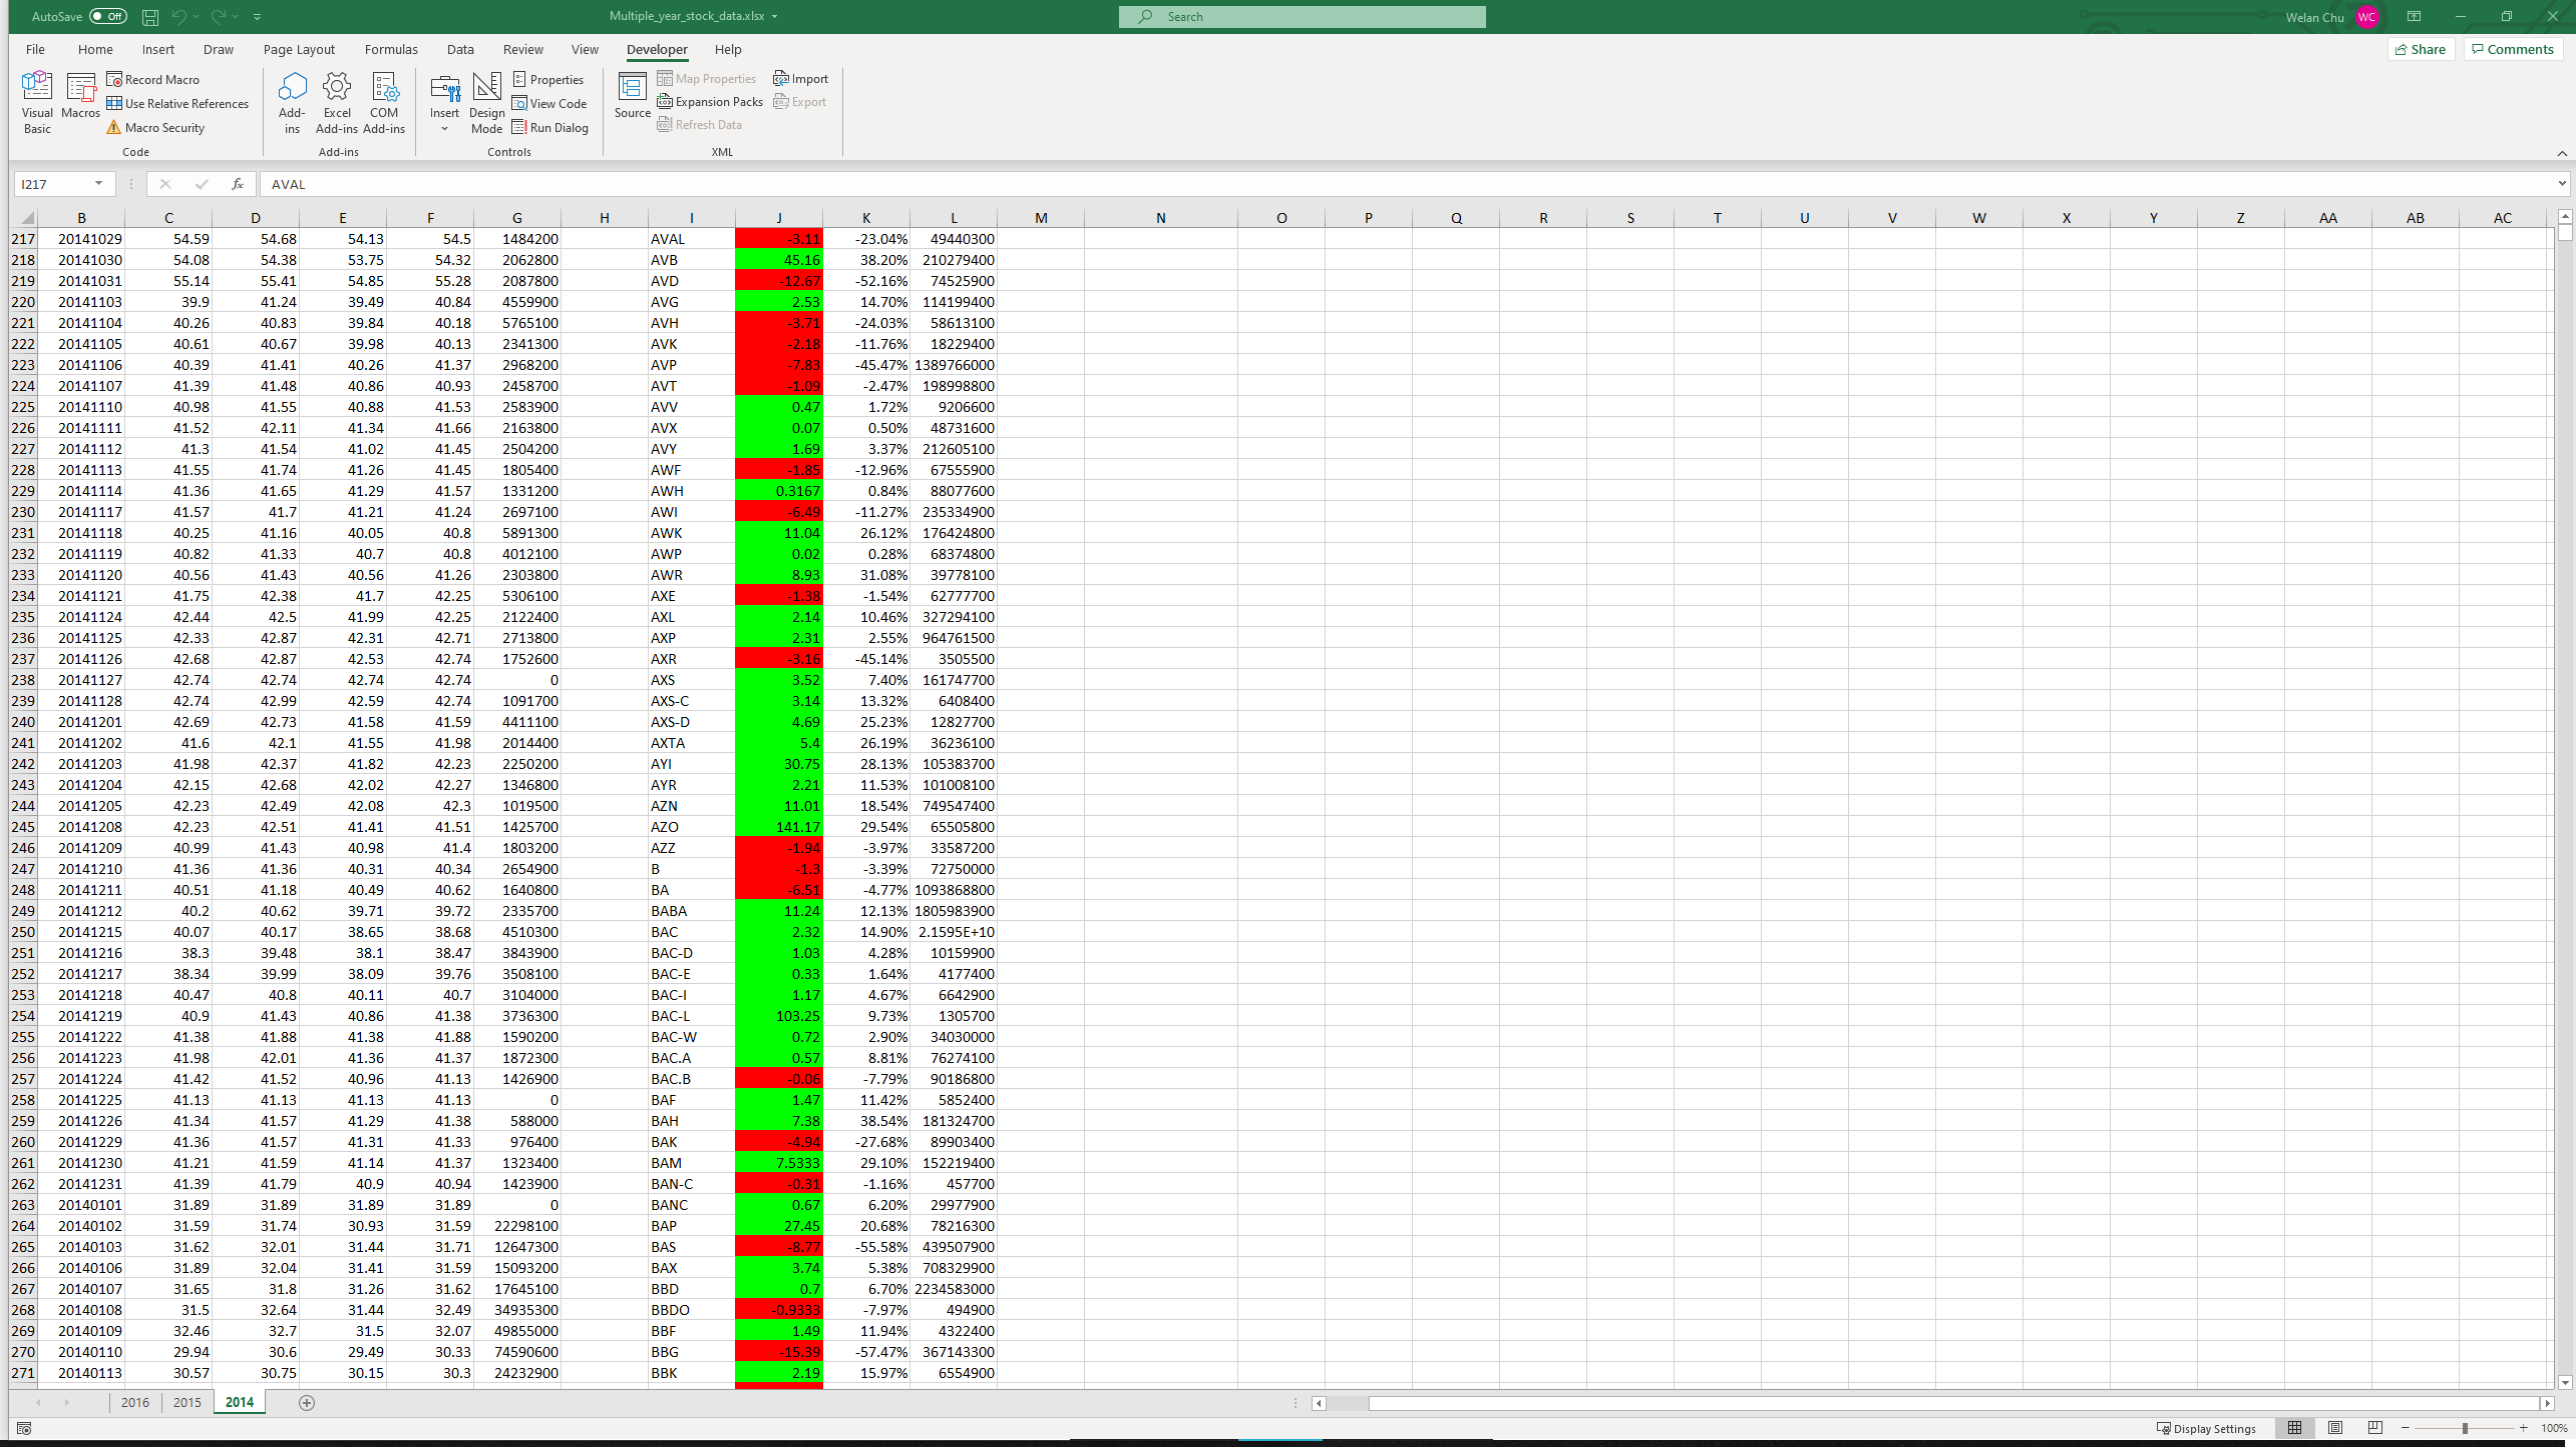 AutoSave Off Multiple_year_stock_data.xlsx Search Welan Chu WC
File Home Insert Draw Page Layout Formulas Data Review View Developer Help Share Comments
Visual Basic Macros Record Macro Use Relative References Macro Security
Add-ins Excel Add-ins COM Add-ins
Insert Design Mode Properties View Code Run Dialog
Source Map Properties Expansion Packs Refresh Data Import Export
Code Add-ins Controls XML
I217 fx AVAL
B C D E F G H I J K L M N O P Q R S T U V W X Y Z AA AB AC
217 20141029 54.59 54.68 54.13 54.5 1484200 AVAL -3.11 -23.04% 49440300
218 20141030 54.08 54.38 53.75 54.32 2062800 AVB 45.16 38.20% 210279400
219 20141031 55.14 55.41 54.85 55.28 2087800 AVD -12.67 -52.16% 74525900
220 20141103 39.9 41.24 39.49 40.84 4559900 AVG 2.53 14.70% 114199400
221 20141104 40.26 40.83 39.84 40.18 5765100 AVH -3.71 -24.03% 58613100
222 20141105 40.61 40.67 39.98 40.13 2341300 AVK -2.18 -11.76% 18229400
223 20141106 40.39 41.41 40.26 41.37 2968200 AVP -7.83 -45.47% 1389766000
224 20141107 41.39 41.48 40.86 40.93 2458700 AVT -1.09 -2.47% 198998800
225 20141110 40.98 41.55 40.88 41.53 2583900 AVV 0.47 1.72% 9206600
226 20141111 41.52 42.11 41.34 41.66 2163800 AVX 0.07 0.50% 48731600
227 20141112 41.3 41.54 41.02 41.45 2504200 AVY 1.69 3.37% 212605100
228 20141113 41.55 41.74 41.26 41.45 1805400 AWF -1.85 -12.96% 67555900
229 20141114 41.36 41.65 41.29 41.57 1331200 AWH 0.3167 0.84% 88077600
230 20141117 41.57 41.7 41.21 41.24 2697100 AWI -6.49 -11.27% 235334900
231 20141118 40.25 41.16 40.05 40.8 5891300 AWK 11.04 26.12% 176424800
232 20141119 40.82 41.33 40.7 40.8 4012100 AWP 0.02 0.28% 68374800
233 20141120 40.56 41.43 40.56 41.26 2303800 AWR 8.93 31.08% 39778100
234 20141121 41.75 42.38 41.7 42.25 5306100 AXE -1.38 -1.54% 62777700
235 20141124 42.44 42.5 41.99 42.25 2122400 AXL 2.14 10.46% 327294100
236 20141125 42.33 42.87 42.31 42.71 2713800 AXP 2.31 2.55% 964761500
237 20141126 42.68 42.87 42.53 42.74 1752600 AXR -3.16 -45.14% 3505500
238 20141127 42.74 42.74 42.74 42.74 0 AXS 3.52 7.40% 161747700
239 20141128 42.74 42.99 42.59 42.74 1091700 AXS-C 3.14 13.32% 6408400
240 20141201 42.69 42.73 41.58 41.59 4411100 AXS-D 4.69 25.23% 12827700
241 20141202 41.6 42.1 41.55 41.98 2014400 AXTA 5.4 26.19% 36236100
242 20141203 41.98 42.37 41.82 42.23 2250200 AYI 30.75 28.13% 105383700
243 20141204 42.15 42.68 42.02 42.27 1346800 AYR 2.21 11.53% 101008100
244 20141205 42.23 42.49 42.08 42.3 1019500 AZN 11.01 18.54% 749547400
245 20141208 42.23 42.51 41.41 41.51 1425700 AZO 141.17 29.54% 65505800
246 20141209 40.99 41.43 40.98 41.4 1803200 AZZ -1.94 -3.97% 33587200
247 20141210 41.36 41.36 40.31 40.34 2654900 B -1.3 -3.39% 72750000
248 20141211 40.51 41.18 40.49 40.62 1640800 BA -6.51 -4.77% 1093868800
249 20141212 40.2 40.62 39.71 39.72 2335700 BABA 11.24 12.13% 1805983900
250 20141215 40.07 40.17 38.65 38.68 4510300 BAC 2.32 14.90% 2.1595E+10
251 20141216 38.3 39.48 38.1 38.47 3843900 BAC-D 1.03 4.28% 10159900
252 20141217 38.34 39.99 38.09 39.76 3508100 BAC-E 0.33 1.64% 4177400
253 20141218 40.47 40.8 40.11 40.7 3104000 BAC-I 1.17 4.67% 6642900
254 20141219 40.9 41.43 40.86 41.38 3736300 BAC-L 103.25 9.73% 1305700
255 20141222 41.38 41.88 41.38 41.88 1590200 BAC-W 0.72 2.90% 34030000
256 20141223 41.98 42.01 41.36 41.37 1872300 BAC.A 0.57 8.81% 76274100
257 20141224 41.42 41.52 40.96 41.13 1426900 BAC.B -0.06 -7.79% 90186800
258 20141225 41.13 41.13 41.13 41.13 0 BAF 1.47 11.42% 5852400
259 20141226 41.34 41.57 41.29 41.38 588000 BAH 7.38 38.54% 181324700
260 20141229 41.36 41.57 41.31 41.33 976400 BAK -4.94 -27.68% 89903400
261 20141230 41.21 41.59 41.14 41.37 1323400 BAM 7.5333 29.10% 152219400
262 20141231 41.39 41.79 40.9 40.94 1423900 BAN-C -0.31 -1.16% 457700
263 20140101 31.89 31.89 31.89 31.89 0 BANC 0.67 6.20% 29977900
264 20140102 31.59 31.74 30.93 31.59 22298100 BAP 27.45 20.68% 78216300
265 20140103 31.62 32.01 31.44 31.71 12647300 BAS -8.77 -55.58% 439507900
266 20140106 31.89 32.04 31.41 31.59 15093200 BAX 3.74 5.38% 708329900
267 20140107 31.65 31.8 31.26 31.62 17645100 BBD 0.7 6.70% 2234583000
268 20140108 31.5 32.64 31.44 32.49 34935300 BBDO -0.9333 -7.97% 494900
269 20140109 32.46 32.7 31.5 32.07 49855000 BBF 1.49 11.94% 4322400
270 20140110 29.94 30.6 29.49 30.33 74590600 BBG -15.39 -57.47% 367143300
271 20140113 30.57 30.75 30.15 30.3 24232900 BBK 2.19 15.97% 6554900
2016 2015 2014
Display Settings 100%